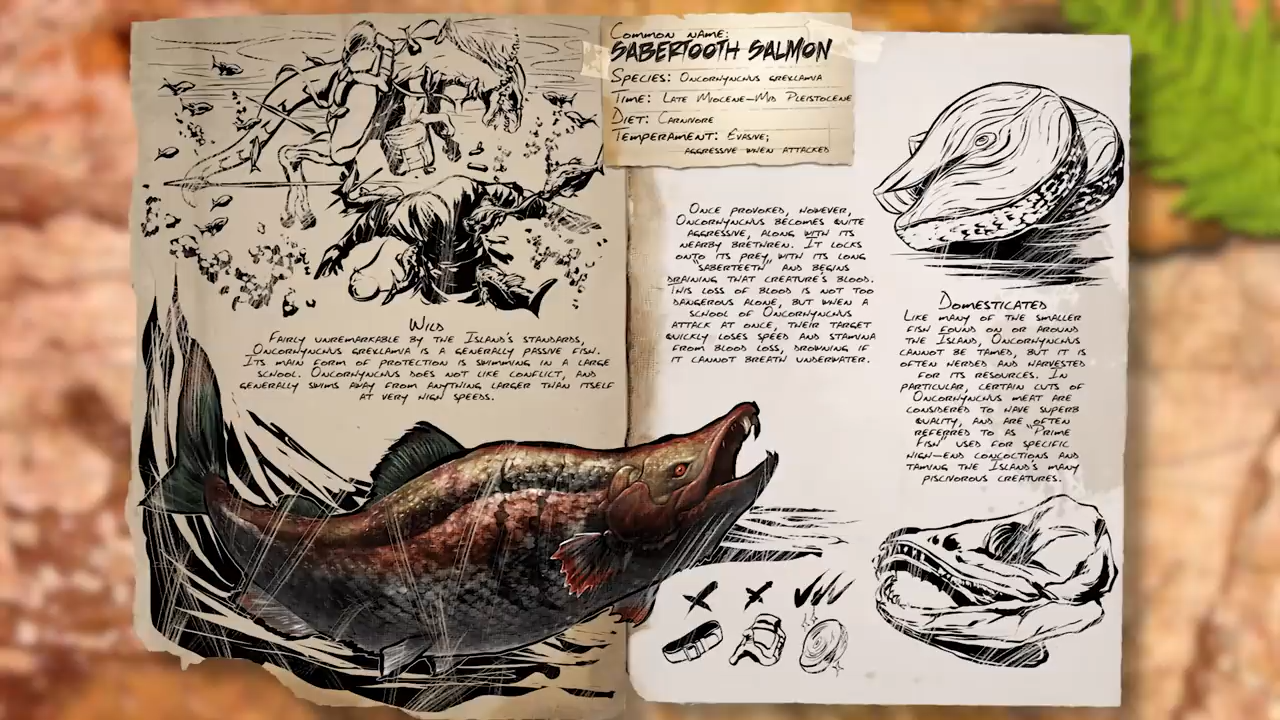 Common Name:
Sabertooth Salmon
Species: Oncorhynchus grexlamia
Time: Late Miocene-Mid Pleistocene
Diet: Carnivore
Temperament: Evasive;
aggressive when attacked
Wild
Fairly unremarkable by the Island's standards,
Oncorhynchus grexlamia is a generally passive fish.
Its main form of protection is swimming in a large
school. Oncorhynchus does not like conflict, and
generally swims away from anything larger than itself
at very high speeds.
Once provoked, however,
Oncorhynchus becomes quite
aggressive, along with its
nearby brethren. It locks
onto its prey with its long
saberteeth and begins
draining that creature's blood.
This loss of blood is not too
dangerous alone, but when a
school of Oncorhynchus
attack at once, their target
quickly loses speed and stamina
from blood loss, drowning if
it cannot breath underwater.
Domesticated
Like many of the smaller
fish found on or around
the Island, Oncorhynchus
cannot be tamed, but it is
often herded and harvested
for its resources. In
particular, certain cuts of
Oncorhynchus meat are
considered to have superb
quality, and are often
referred to as "Prime
Fish" used for specific
high-end concoctions and
taming the Island's many
piscivorous creatures.